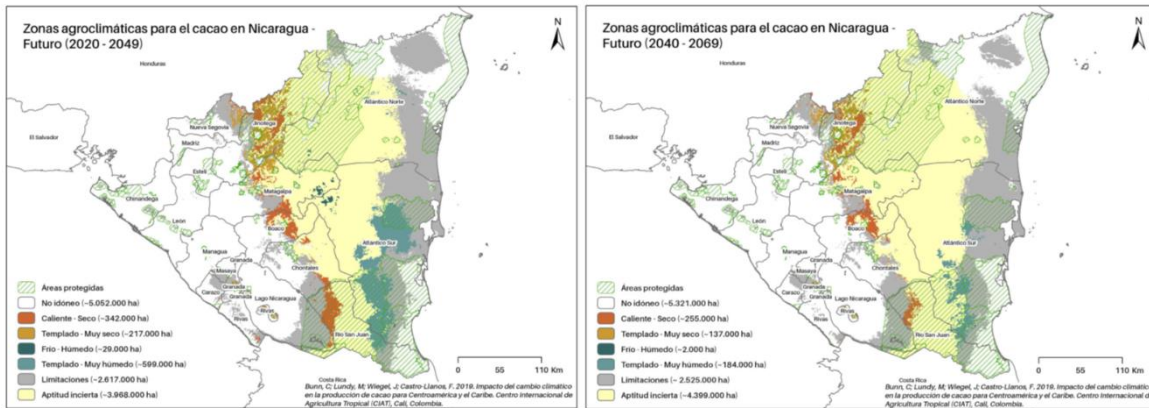 Zonas agroclimáticas para el cacao en Nicaragua -
Futuro (2020 - 2049)
N
Honduras
Atlántico Norte
Jinotega
Nueva Segovia
Madriz
El Salvador
Estelí
Matagalpa
Chinandega
León
Boaco
Atlántico Sur
Managua
Chontales
Granada
Masaya
Granada
Carazo
Granada
Lago Nicaragua
Rivas
Rivas
Río San Juan
Costa Rica
Áreas protegidas
No idóneo (~5.052.000 ha)
Caliente - Seco (~342.000 ha)
Templado - Muy seco (~217.000 ha)
Frío - Húmedo (~29.000 ha)
Templado - Muy húmedo (~599.000 ha)
Limitaciones (~2.617.000 ha)
Aptitud incierta (~3.968.000 ha)
0 55 110 Km
Bunn, C; Lundy, M; Wiegel, J; Castro-Llanos, F. 2019. Impacto del cambio climático
en la producción de cacao para Centroamérica y el Caribe. Centro Internacional de
Agricultura Tropical (CIAT), Cali, Colombia.
Zonas agroclimáticas para el cacao en Nicaragua -
Futuro (2040 - 2069)
N
Honduras
Atlántico Norte
Jinotega
Nueva Segovia
Madriz
El Salvador
Estelí
Matagalpa
Chinandega
León
Boaco
Atlántico Sur
Managua
Chontales
Granada
Masaya
Granada
Carazo
Granada
Lago Nicaragua
Rivas
Rivas
Río San Juan
Costa Rica
Áreas protegidas
No idóneo (~5.321.000 ha)
Caliente - Seco (~255.000 ha)
Templado - Muy seco (~137.000 ha)
Frío - Húmedo (~2.000 ha)
Templado - Muy húmedo (~184.000 ha)
Limitaciones (~ 2.525.000 ha)
Aptitud incierta (~4.399.000 ha)
0 55 110 Km
Bunn, C; Lundy, M; Wiegel, J; Castro-Llanos, F. 2019. Impacto del cambio climático
en la producción de cacao para Centroamérica y el Caribe. Centro Internacional de
Agricultura Tropical (CIAT), Cali, Colombia.